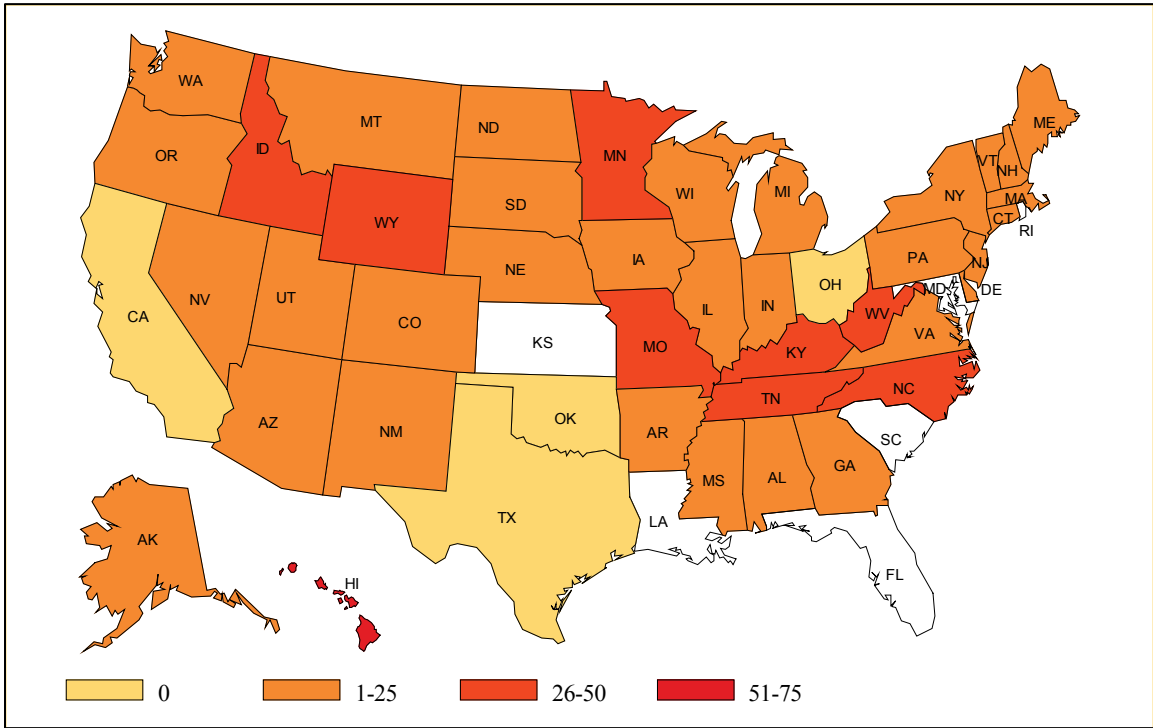 WA
MT
ND
MN
ME
OR
ID
SD
WI
MI
VT
NH
NY
MA
CT
RI
WY
NE
IA
PA
NJ
NV
UT
CO
IL
IN
OH
MD
DE
CA
KS
MO
WV
VA
KY
AZ
NM
OK
AR
TN
NC
SC
TX
LA
MS
AL
GA
FL
AK
HI
0
1-25
26-50
51-75